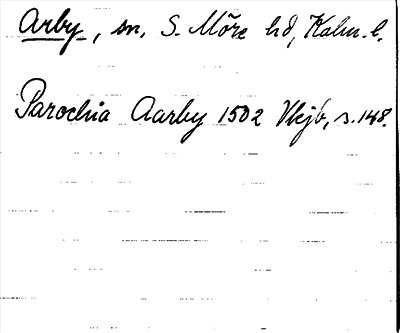 Arby, sn, S. Möre hd, Kalm. l.
Parochia Aarby 1502 Vkjb, s. 148.